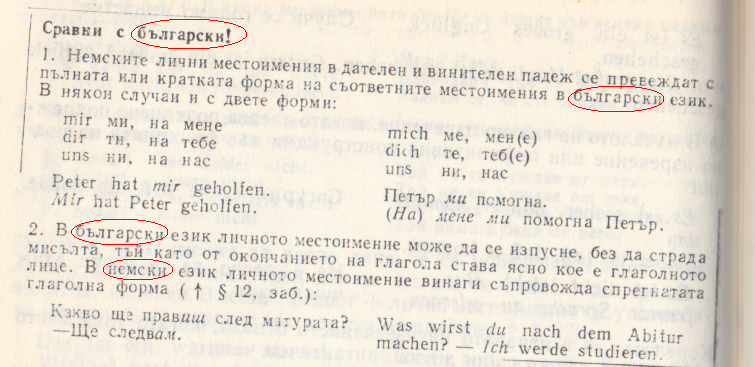 Сравни с български!
1. Немските лични местоимения в дателен и винителен падеж се превеждат с
пълната или кратката форма на съответните местоимения в български език.
В някои случаи и с двете форми:
mir ми, на мене mich ме, мен(е)
dir ти, на тебе dich те, теб(е)
uns ни, на нас uns ни, нас
Peter hat mir geholfen. Петър ми помогна.
Mir hat Peter geholfen. (На) мене ми помогна Петър.
2. В български език личното местоимение може да се изпусне, без да страда
мисълта, тъй като от окончанието на глагола става ясно кое е глаголното
лице. В немски език личното местоимение винаги съпровожда спрегнатата
глаголна форма ( ↑ § 12, заб.):
Какво ще правиш след матурата? Was wirst du nach dem Abitur
—Ще следвам. machen? — Ich werde studieren.